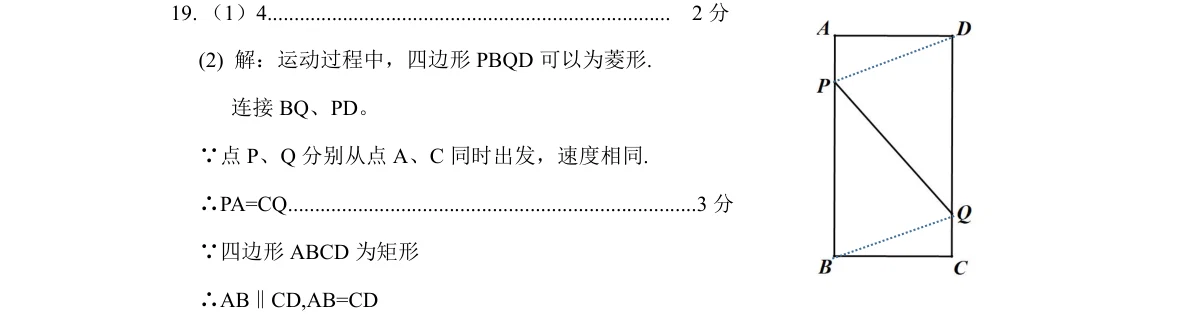 19.（1）4........................................................................ 2 分
(2) 解：运动过程中，四边形 PBQD 可以为菱形.
连接 BQ、PD。
∵点 P、Q 分别从点 A、C 同时出发，速度相同.
∴PA=CQ........................................................................3 分
∵四边形 ABCD 为矩形
∴AB∥CD,AB=CD
A D
P
Q
B C